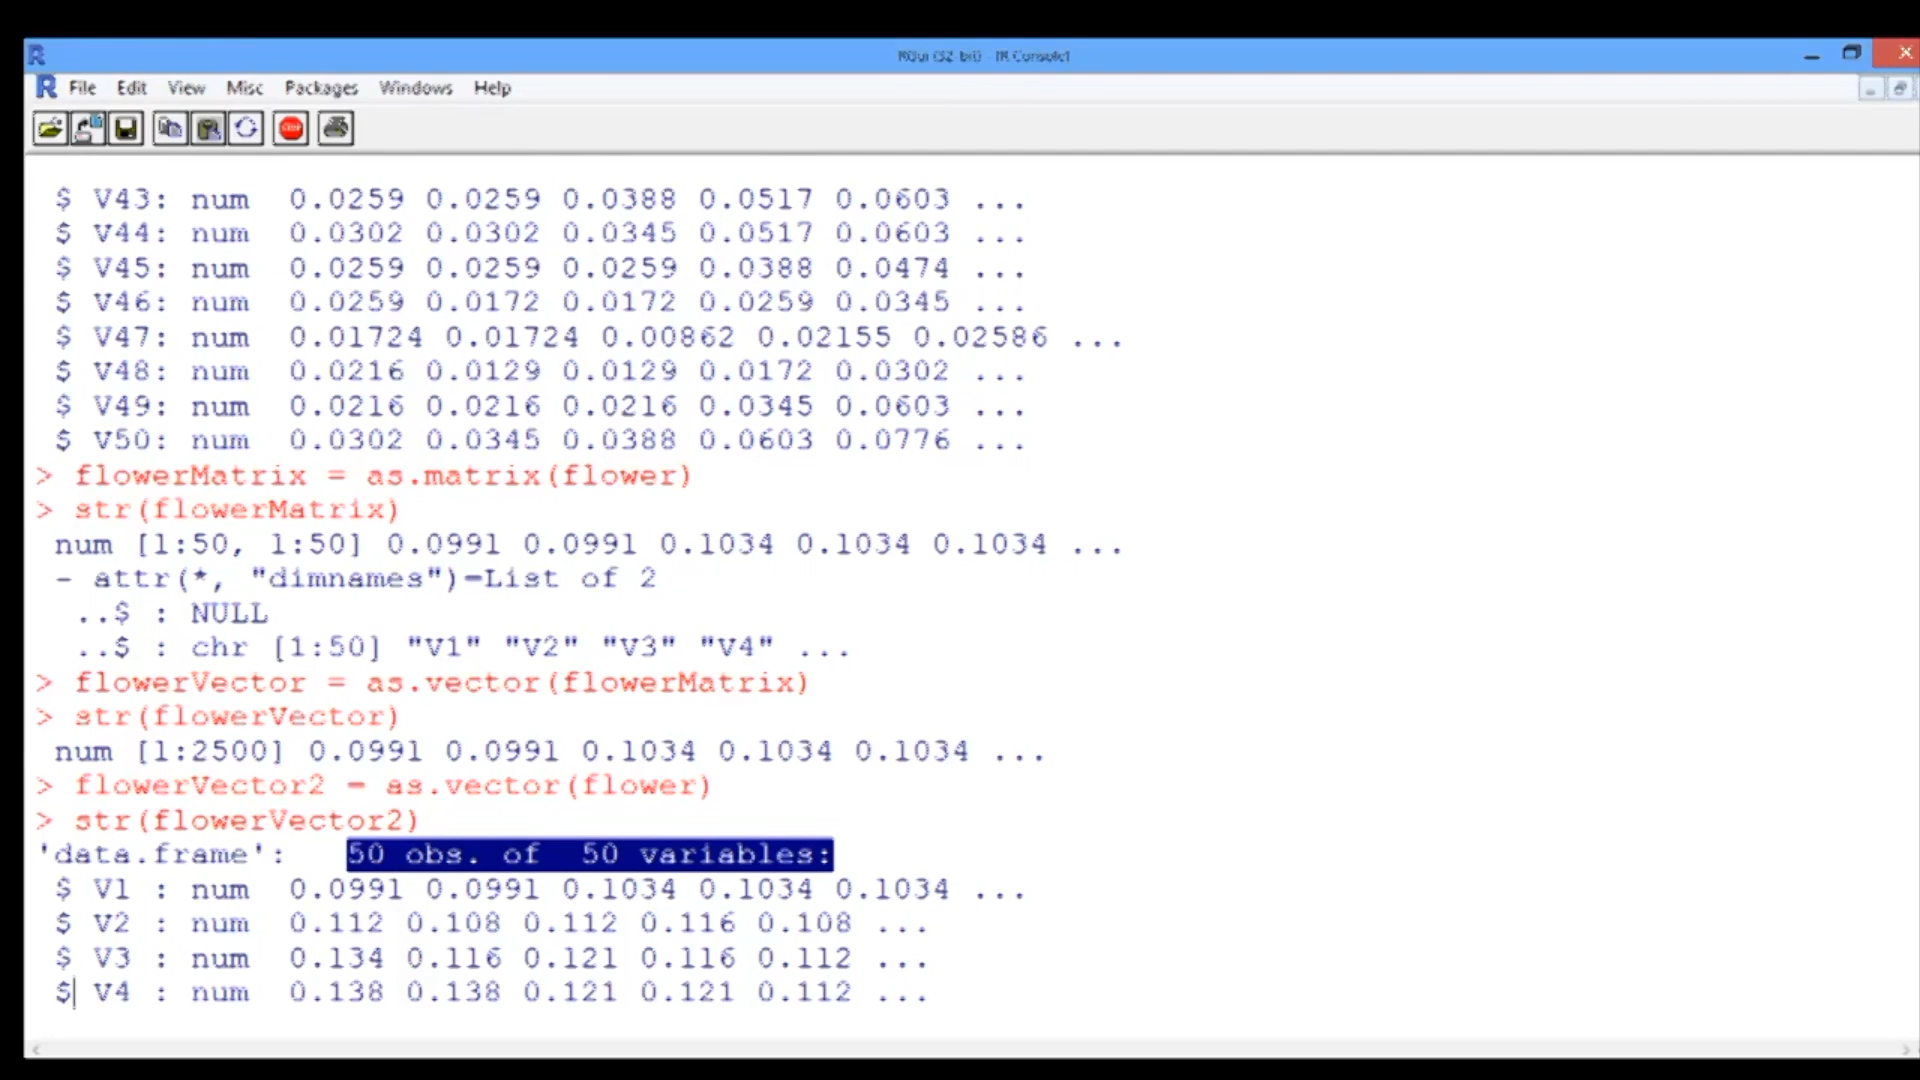 RGui (32-bit) - [R Console]
File Edit View Misc Packages Windows Help
STOP
$ V43: num 0.0259 0.0259 0.0388 0.0517 0.0603 ...
$ V44: num 0.0302 0.0302 0.0345 0.0517 0.0603 ...
$ V45: num 0.0259 0.0259 0.0259 0.0388 0.0474 ...
$ V46: num 0.0259 0.0172 0.0172 0.0259 0.0345 ...
$ V47: num 0.01724 0.01724 0.00862 0.02155 0.02586 ...
$ V48: num 0.0216 0.0129 0.0129 0.0172 0.0302 ...
$ V49: num 0.0216 0.0216 0.0216 0.0345 0.0603 ...
$ V50: num 0.0302 0.0345 0.0388 0.0603 0.0776 ...
> flowerMatrix = as.matrix(flower)
> str(flowerMatrix)
num [1:50, 1:50] 0.0991 0.0991 0.1034 0.1034 0.1034 ...
- attr(*, "dimnames")=List of 2
..$ : NULL
..$ : chr [1:50] "V1" "V2" "V3" "V4" ...
> flowerVector = as.vector(flowerMatrix)
> str(flowerVector)
num [1:2500] 0.0991 0.0991 0.1034 0.1034 0.1034 ...
> flowerVector2 = as.vector(flower)
> str(flowerVector2)
'data.frame': 50 obs. of 50 variables:
$ V1 : num 0.0991 0.0991 0.1034 0.1034 0.1034 ...
$ V2 : num 0.112 0.108 0.112 0.116 0.108 ...
$ V3 : num 0.134 0.116 0.121 0.116 0.112 ...
$ V4 : num 0.138 0.138 0.121 0.121 0.112 ...